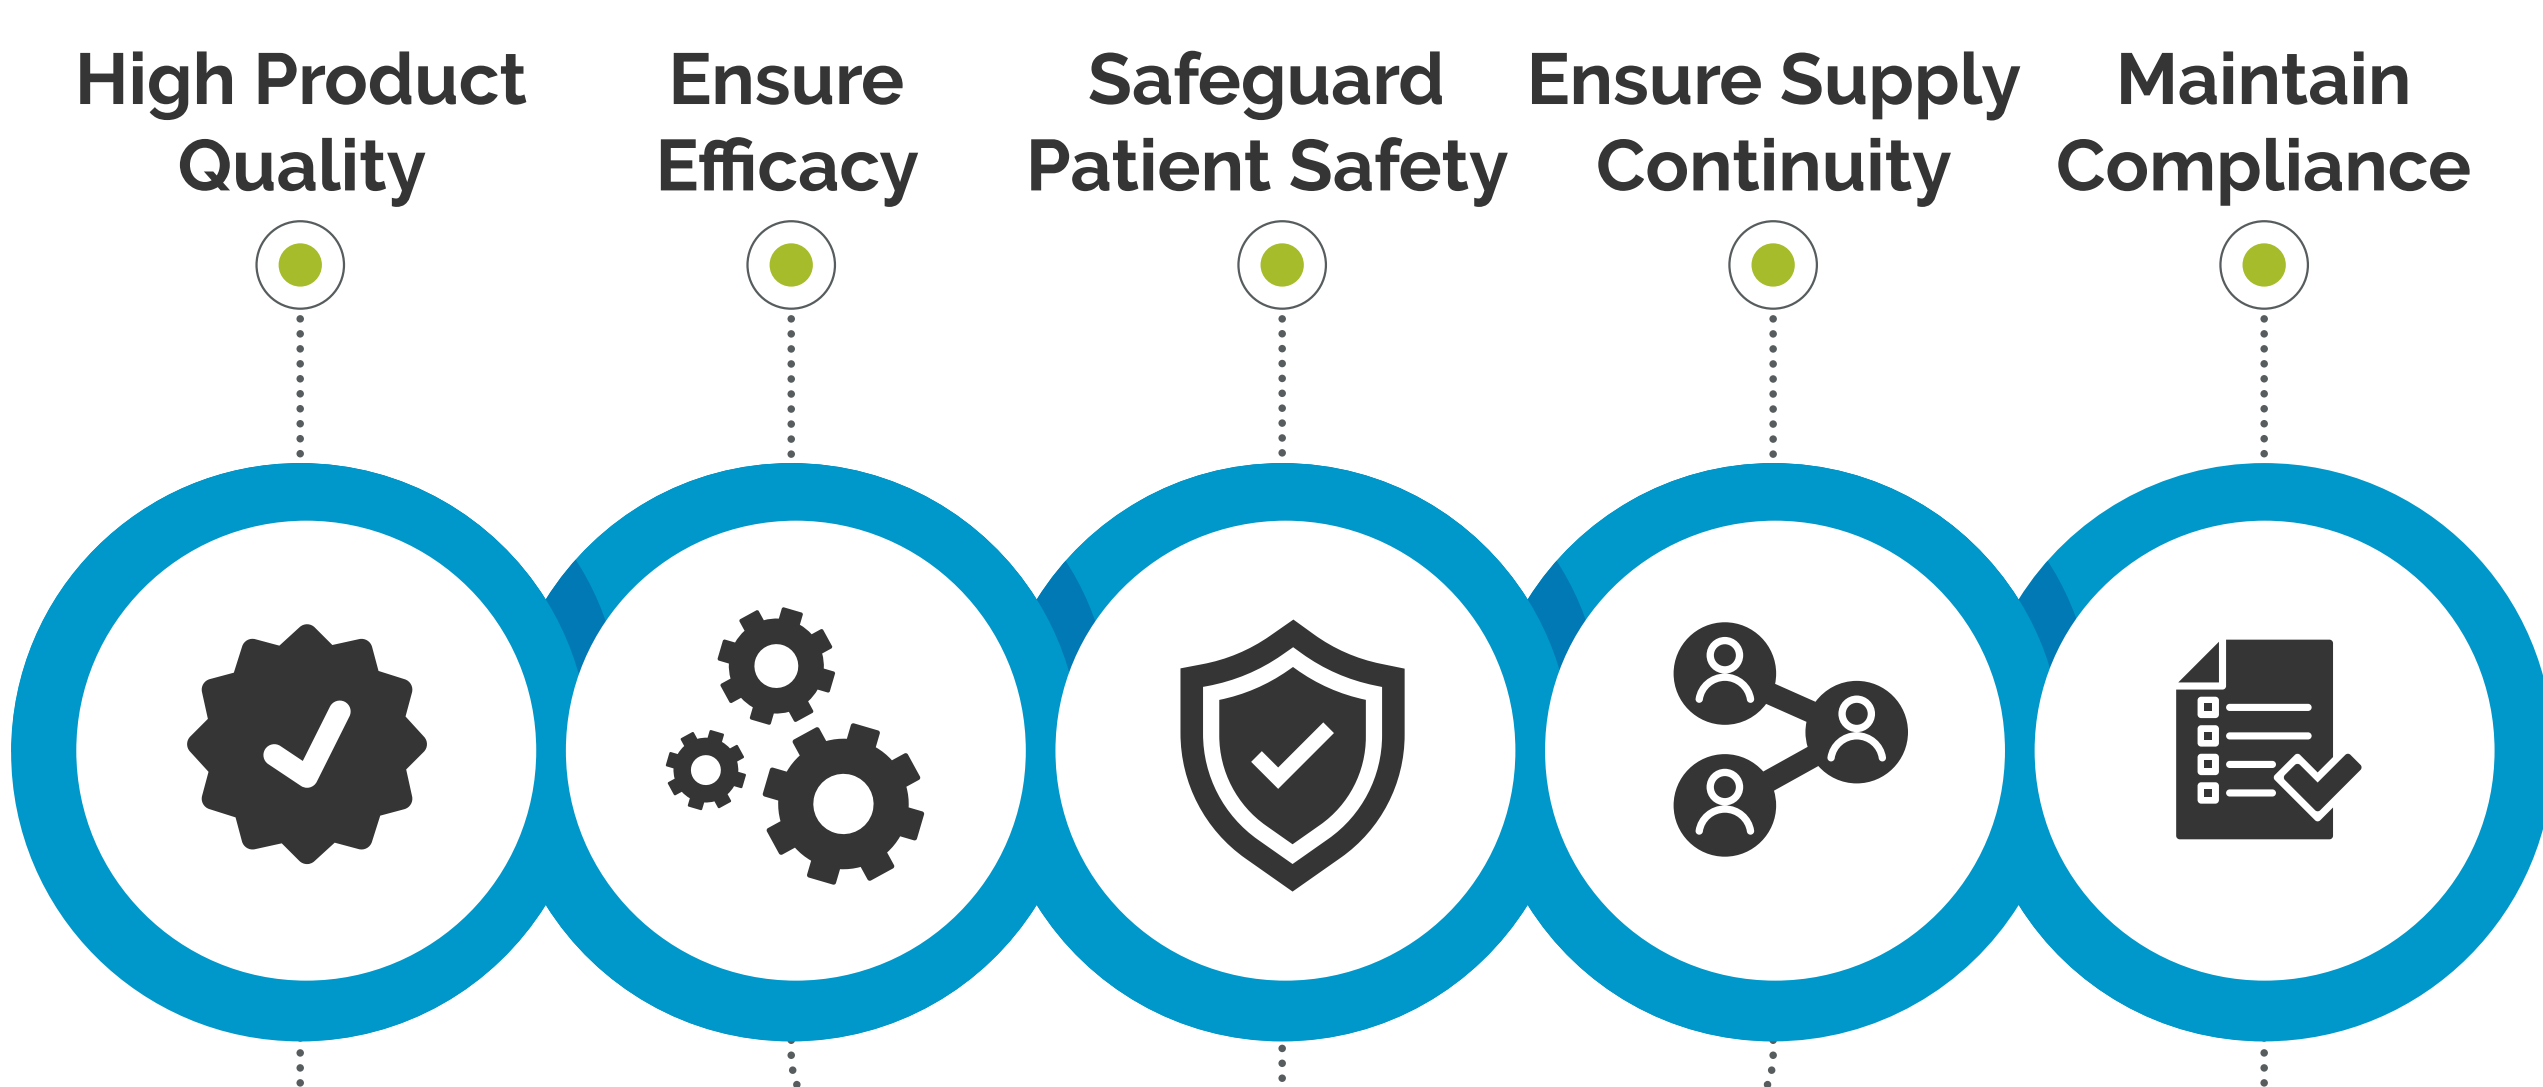 High Product
Quality
Ensure
Efficacy
Safeguard
Patient Safety
Ensure Supply
Continuity
Maintain
Compliance